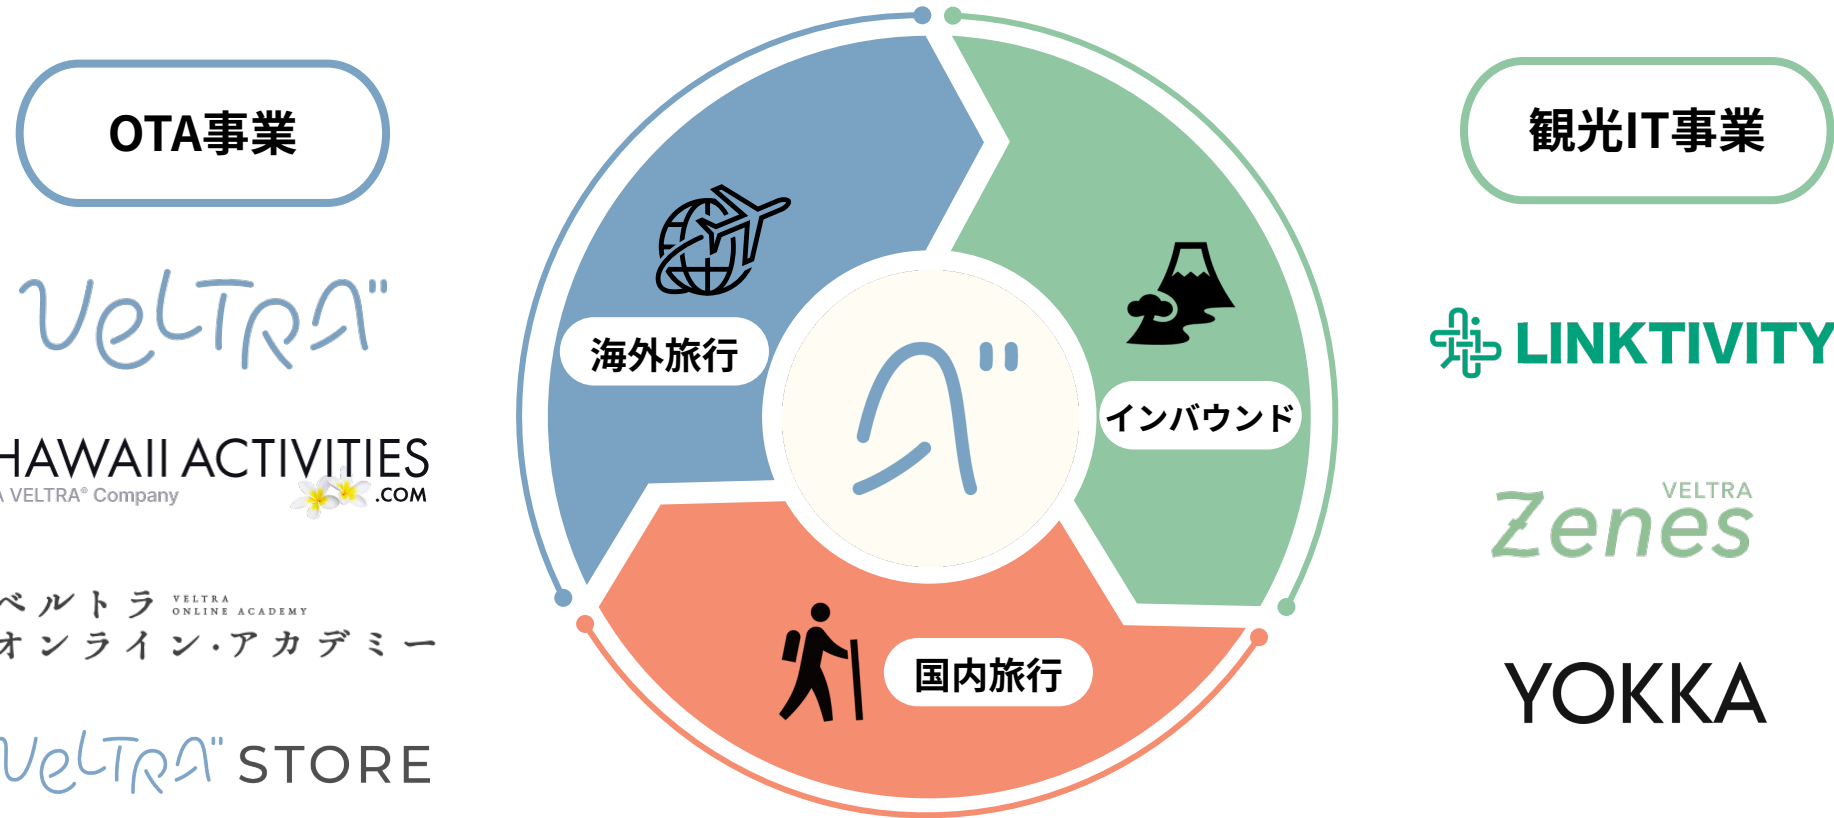 OTA事業
VELTRA
HAWAII ACTIVITIES
A VELTRA® Company
.COM
ベルトラ
VELTRA
ONLINE ACADEMY
オンライン・アカデミー
VELTRA STORE
海外旅行
インバウンド
国内旅行
観光IT事業
LINKTIVITY
VELTRA
Zenes
YOKKA